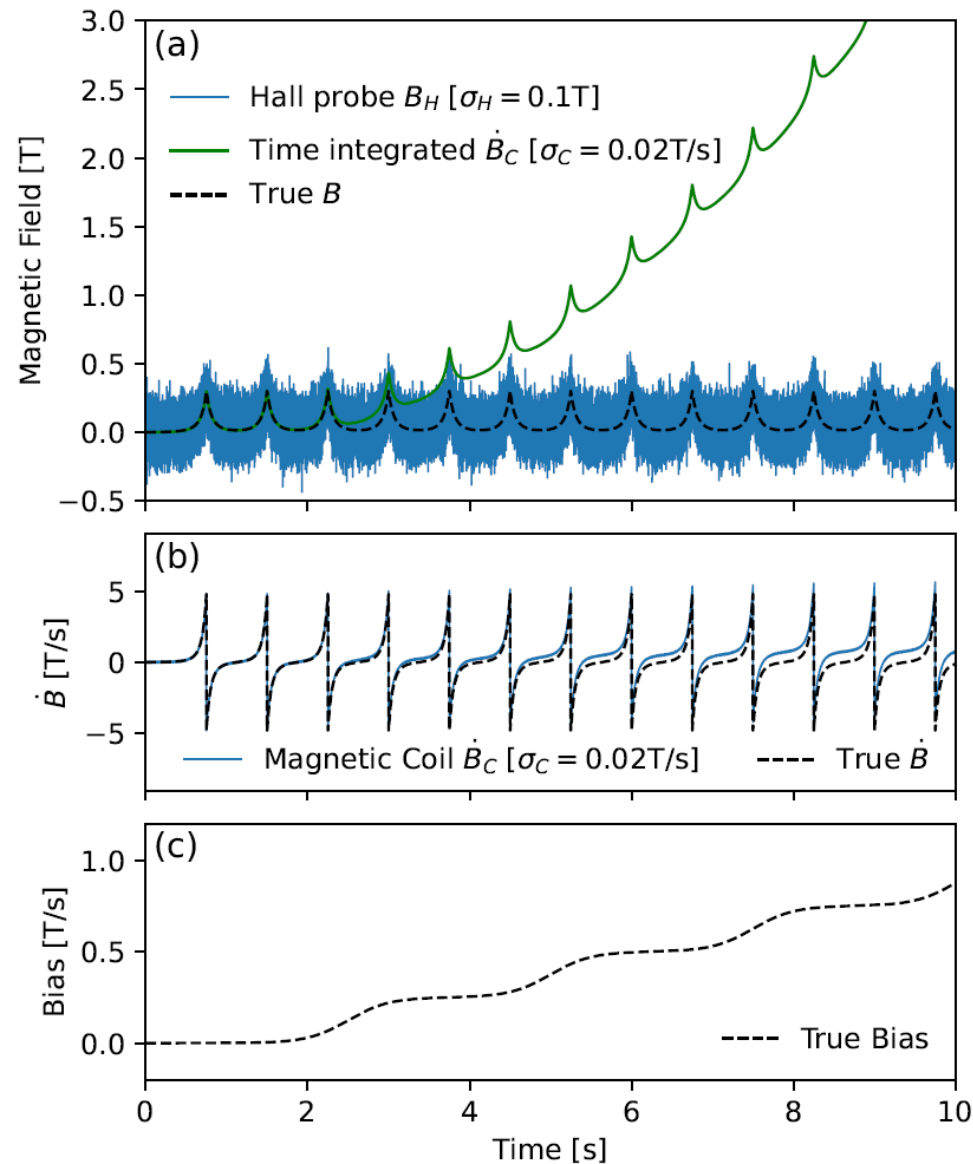 (a)
3.0
2.5
2.0
1.5
1.0
0.5
0.0
−0.5
Magnetic Field [T]
Hall probe B_H [σ_H = 0.1T]
Time integrated Ḃ_C [σ_C = 0.02T/s]
True B
(b)
5
0
−5
Ḃ [T/s]
Magnetic Coil Ḃ_C [σ_C = 0.02T/s]
True Ḃ
(c)
1.0
0.5
0.0
Bias [T/s]
True Bias
0 2 4 6 8 10
Time [s]